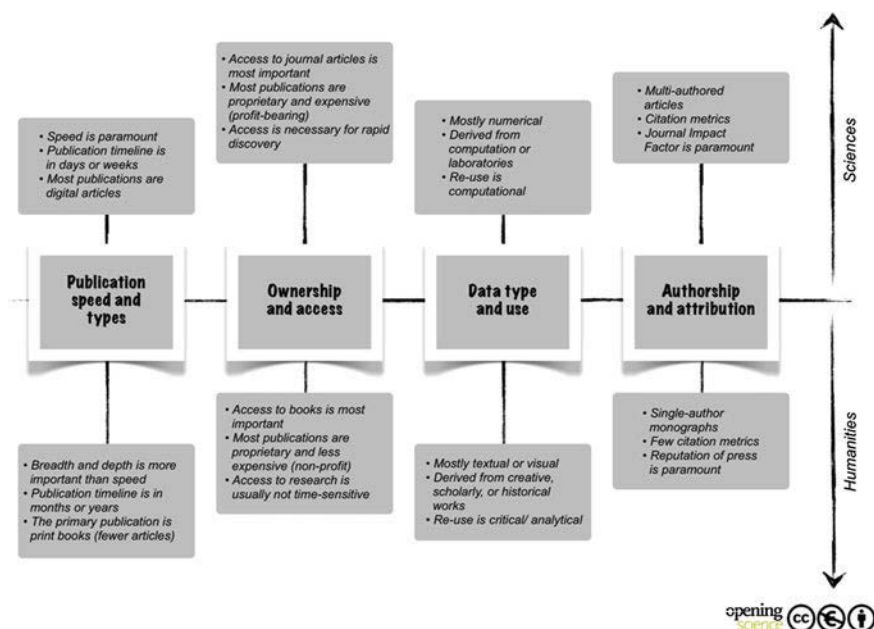 • Speed is paramount
• Publication timeline is
in days or weeks
• Most publications are
digital articles
• Access to journal articles is
most important
• Most publications are
proprietary and expensive
(profit-bearing)
• Access is necessary for rapid
discovery
• Mostly numerical
• Derived from
computation or
laboratories
• Re-use is
computational
• Multi-authored
articles
• Citation metrics
• Journal Impact
Factor is paramount
Sciences
Publication
speed and
types
Ownership
and access
Data type
and use
Authorship
and attribution
• Breadth and depth is more
important than speed
• Publication timeline is in
months or years
• The primary publication is
print books (fewer articles)
• Access to books is most
important
• Most publications are
proprietary and less
expensive (non-profit)
• Access to research is
usually not time-sensitive
• Mostly textual or visual
• Derived from creative,
scholarly, or historical
works
• Re-use is critical/ analytical
• Single-author
monographs
• Few citation metrics
• Reputation of press
is paramount
Humanities
opening
science
cc